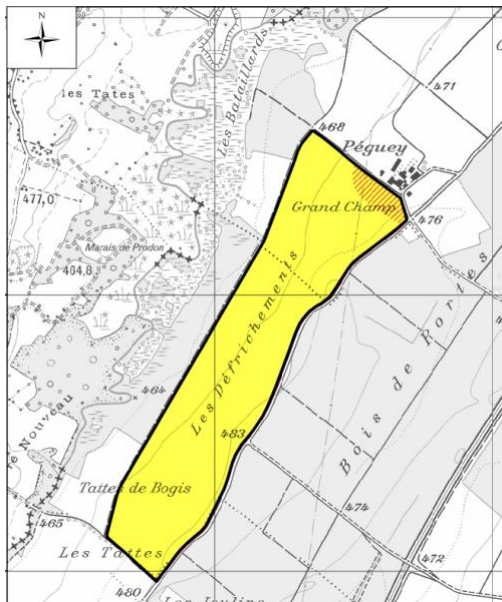 N
les Tates
Les Bataillards
471
468
Péguey
477,0
Grand Champ
476
Marais de Prodon
464,8
Les Défrichements
Bois de Portes
464
483
Tattes de Bogis
474
465
Les Tattes
472
480